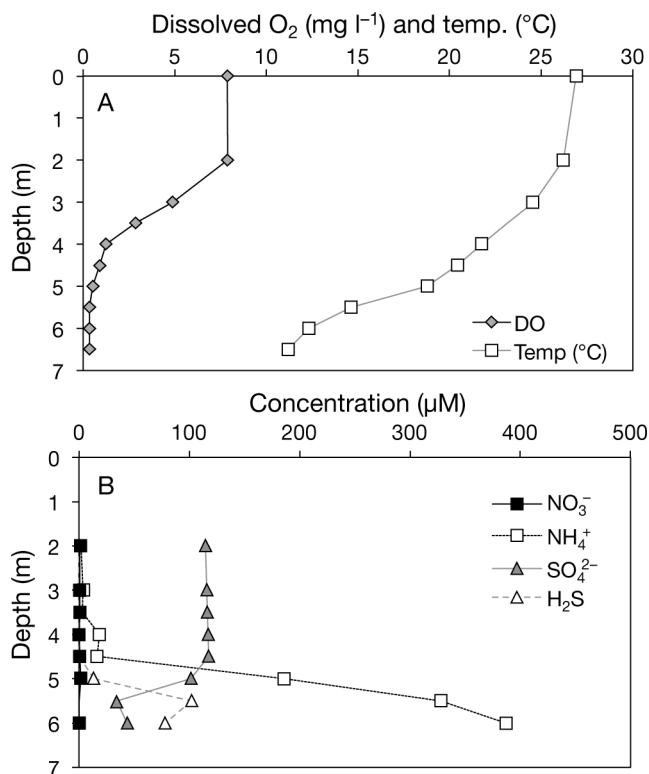 Dissolved O₂ (mg l⁻¹) and temp. (°C)
0 5 10 15 20 25 30
A
0
1
2
3
4
5
6
7
Depth (m)
DO
Temp (°C)
Concentration (µM)
0 100 200 300 400 500
B
0
1
2
3
4
5
6
7
Depth (m)
NO₃⁻
NH₄⁺
SO₄²⁻
H₂S